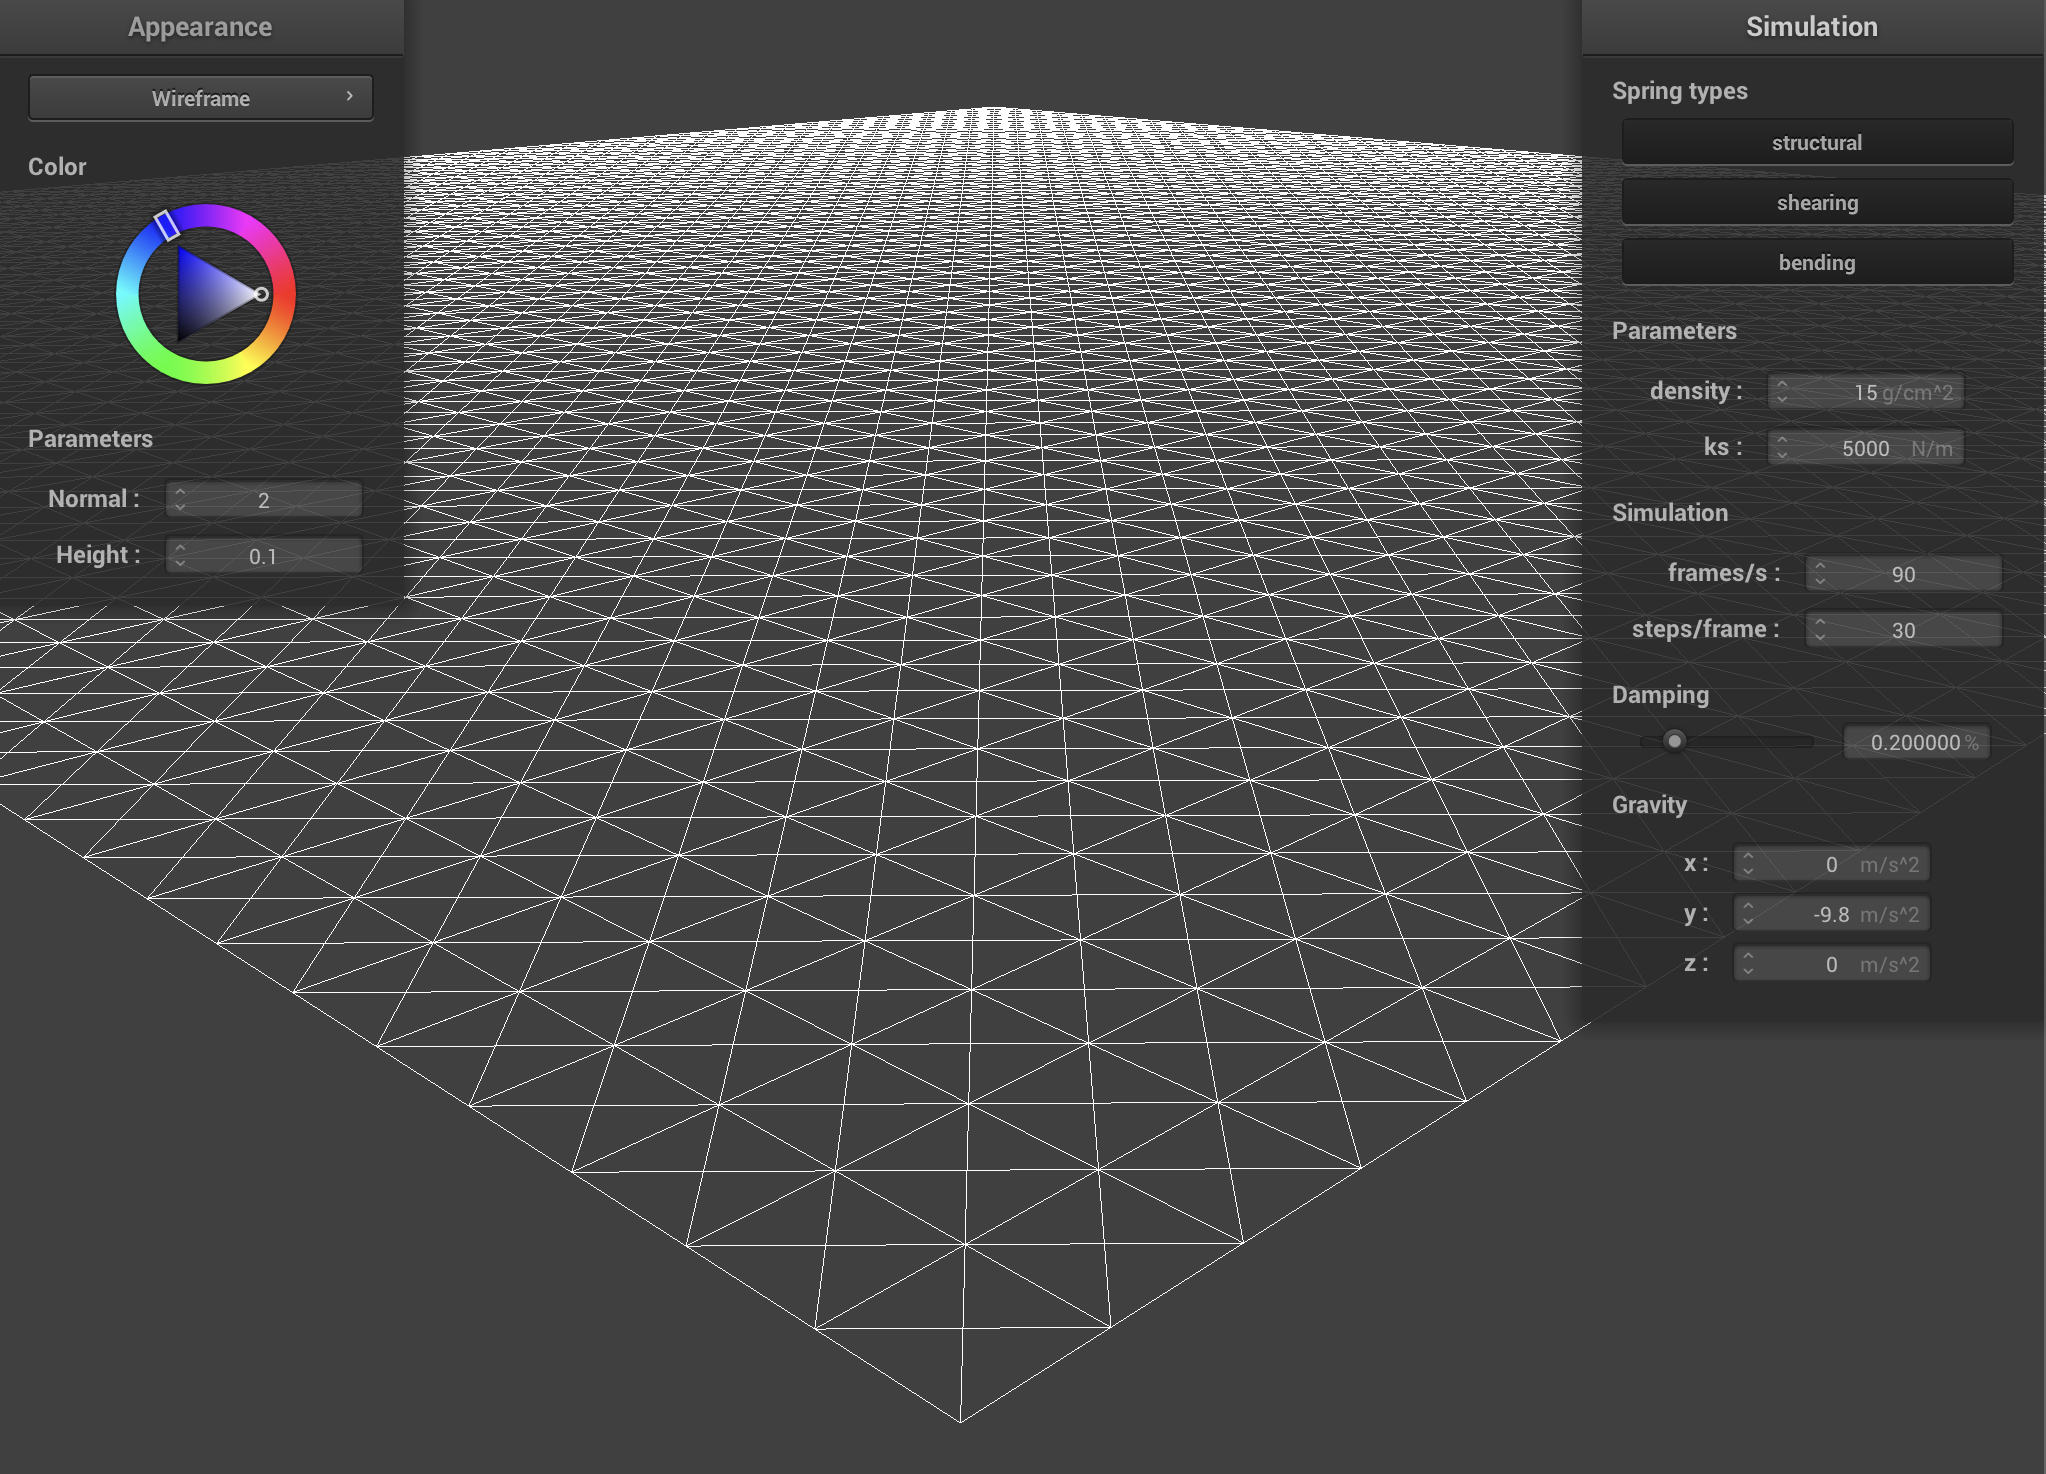 Appearance
Wireframe
Color
Parameters
Normal : 2
Height : 0.1
Simulation
Spring types
structural
shearing
bending
Parameters
density : 15 g/cm^2
ks : 5000 N/m
Simulation
frames/s : 90
steps/frame : 30
Damping
0.200000 %
Gravity
x : 0 m/s^2
y : -9.8 m/s^2
z : 0 m/s^2